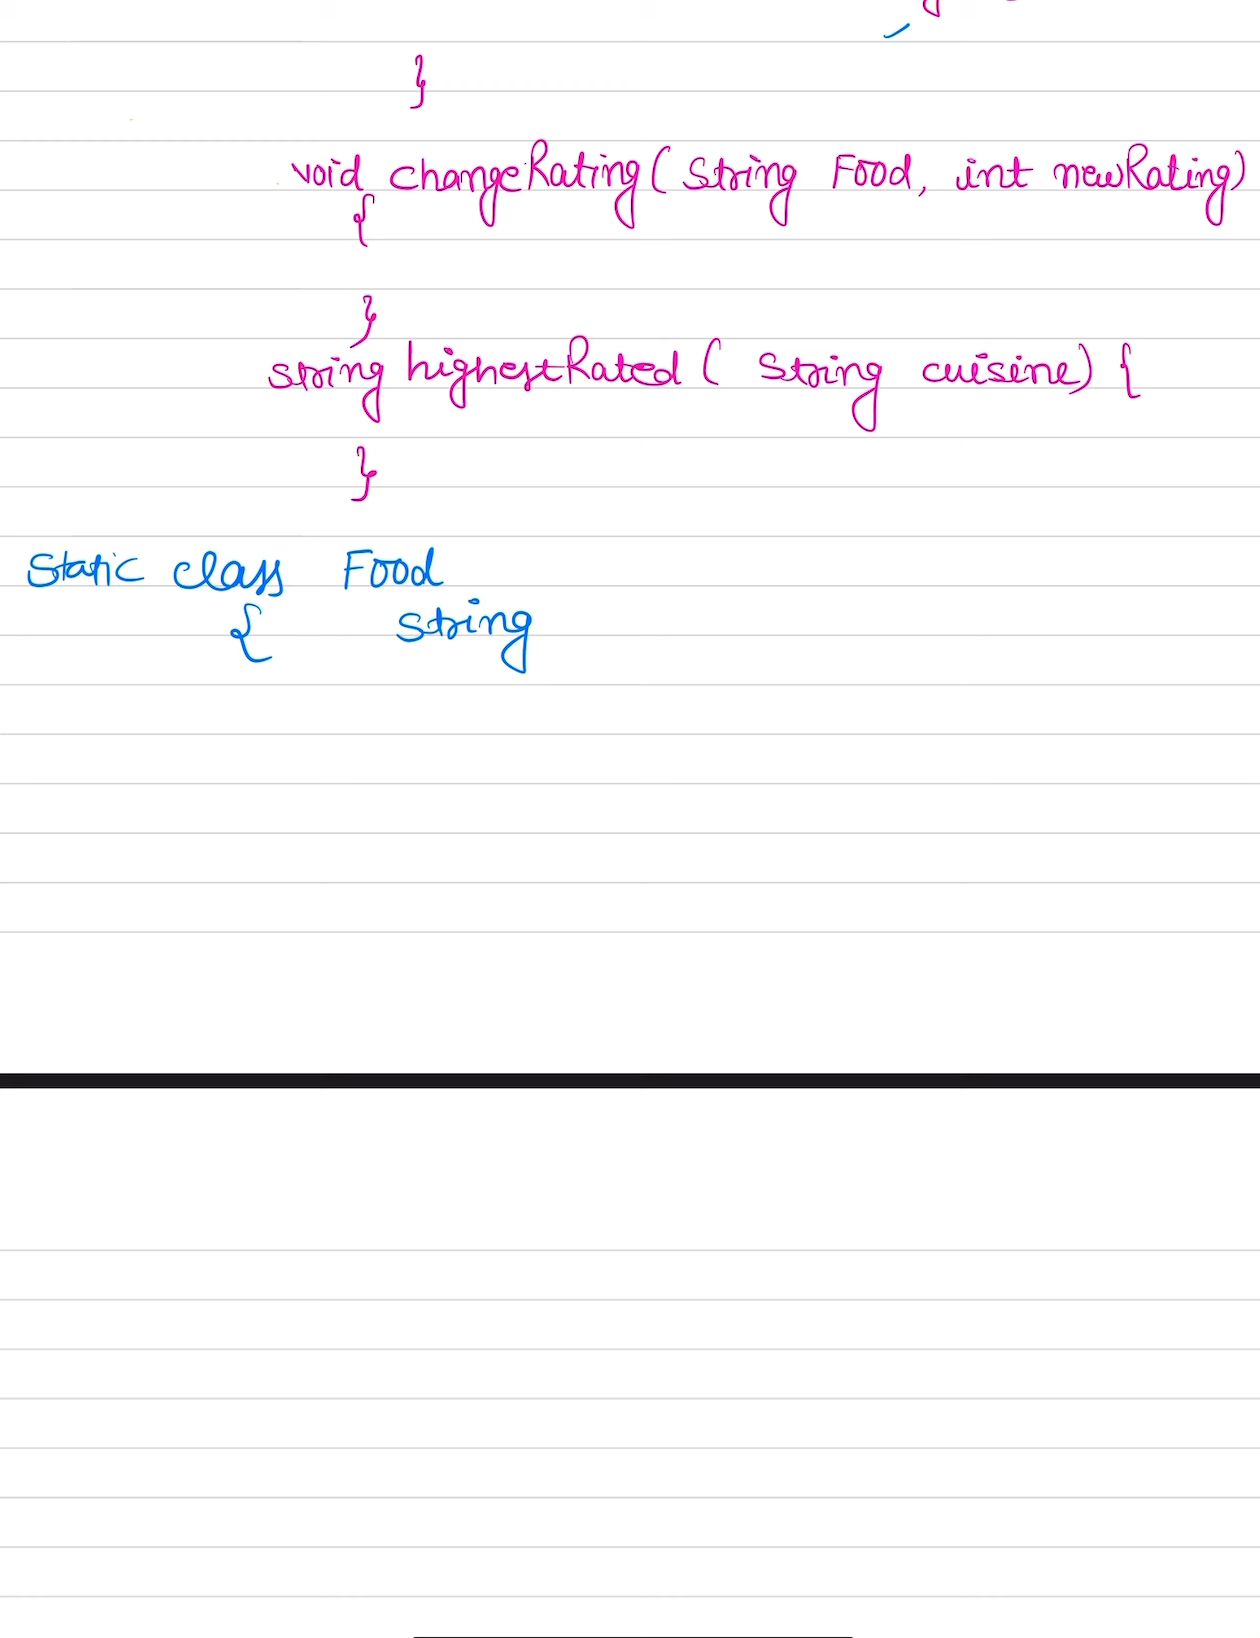 }
void changeRating( String Food, int newRating)
{
}
string highestRated( String cuisine) {
}
Static class Food
{ string